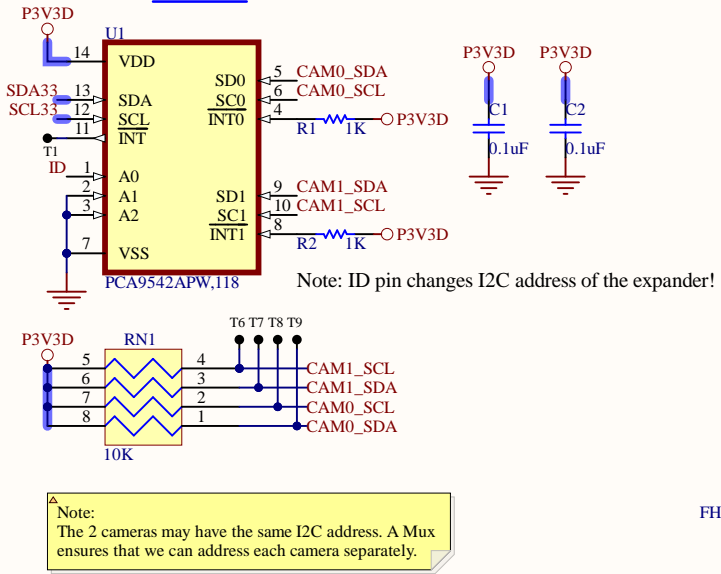 P3V3D
U1
14 VDD
SDA33 13 SDA
SCL33 12 SCL
11 INT
T1
ID 1 A0
2 A1
3 A2
7 VSS
SD0 5 CAM0_SDA
SC0 6 CAM0_SCL
INT0 4 R1 1K P3V3D
SD1 9 CAM1_SDA
SC1 10 CAM1_SCL
INT1 8 R2 1K P3V3D
PCA9542APW,118
P3V3D P3V3D
C1 C2
0.1uF 0.1uF
Note: ID pin changes I2C address of the expander!
T6 T7 T8 T9
P3V3D RN1
5 4 CAM1_SCL
6 3 CAM1_SDA
7 2 CAM0_SCL
8 1 CAM0_SDA
10K
Note:
The 2 cameras may have the same I2C address. A Mux
ensures that we can address each camera separately.
FH